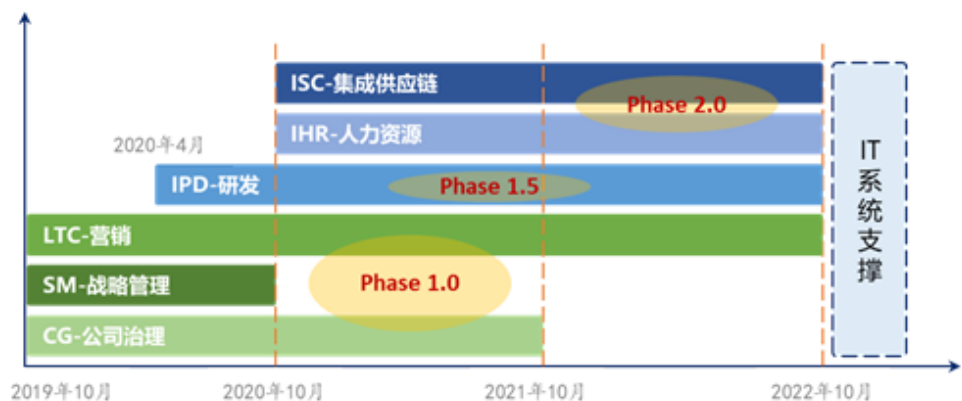 ISC-集成供应链
Phase 2.0
IHR-人力资源
2020年4月
IPD-研发
Phase 1.5
LTC-营销
SM-战略管理
Phase 1.0
CG-公司治理
IT系统支撑
2019年10月
2020年10月
2021年10月
2022年10月